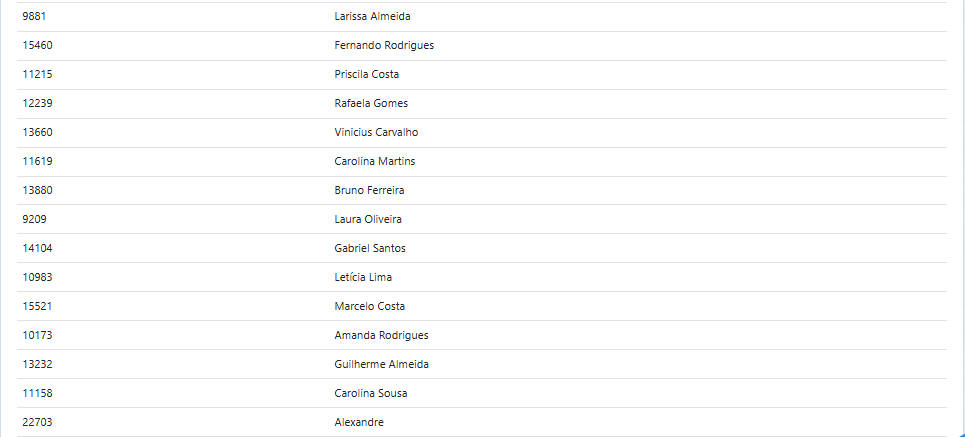 9881 Larissa Almeida
15460 Fernando Rodrigues
11215 Priscila Costa
12239 Rafaela Gomes
13660 Vinicius Carvalho
11619 Carolina Martins
13880 Bruno Ferreira
9209 Laura Oliveira
14104 Gabriel Santos
10983 Letícia Lima
15521 Marcelo Costa
10173 Amanda Rodrigues
13232 Guilherme Almeida
11158 Carolina Sousa
22703 Alexandre